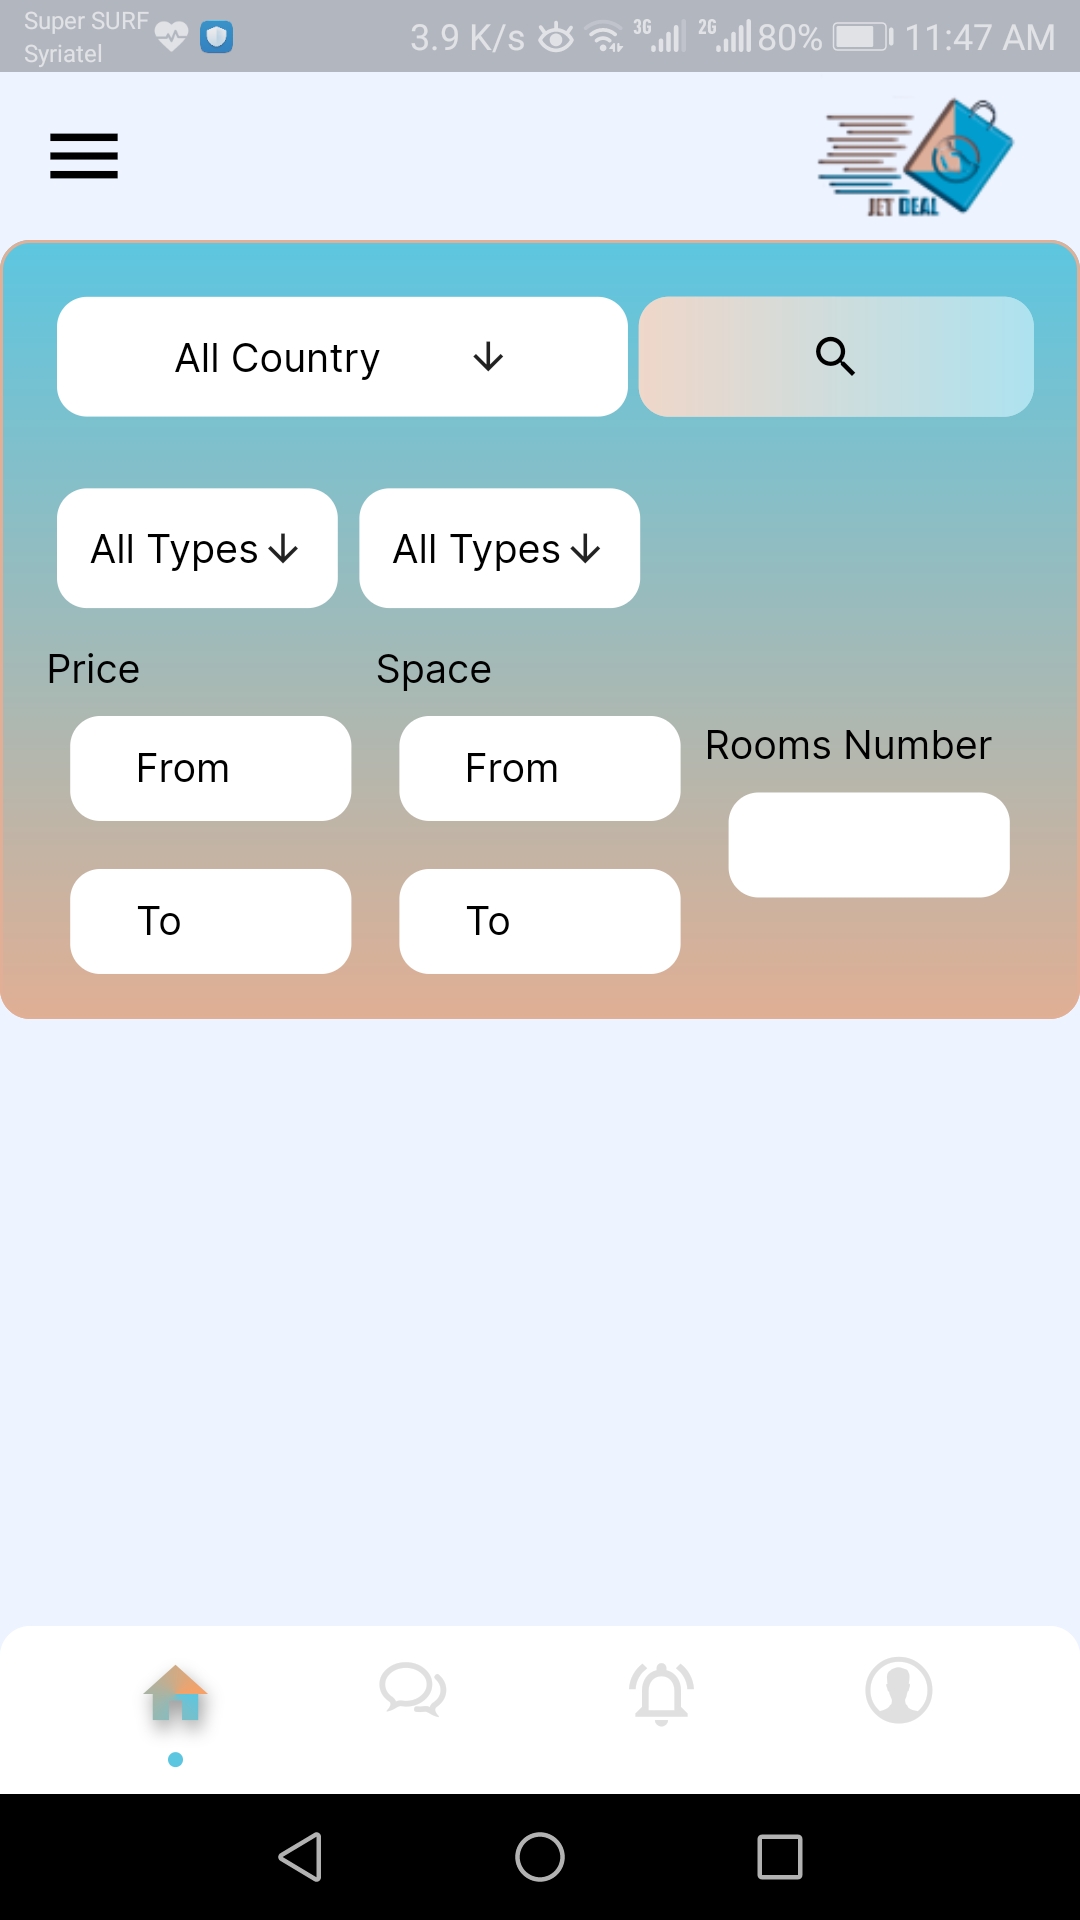 Super SURF
Syriatel
3.9 K/s 3G 2G 80% 11:47 AM
JET DEAL
All Country
All Types All Types
Price Space
Rooms Number
From From
To To